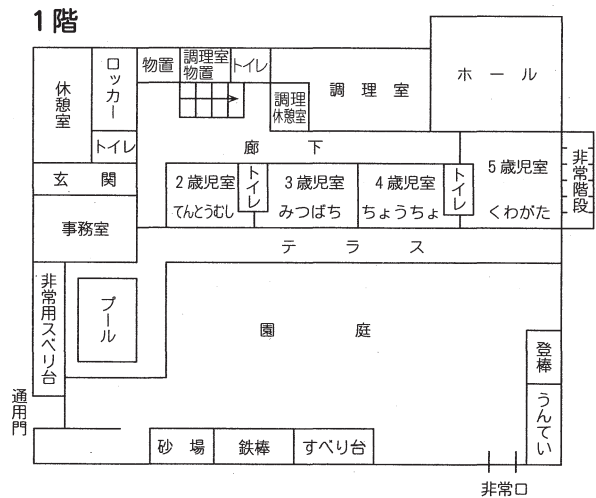 1階
休憩室
ロッカー
トイレ
物置
調理室
物置
トイレ
調理
休憩室
調理室
ホール
廊下
玄関
2歳児室
てんとうむし
トイレ
3歳児室
みつばち
4歳児室
ちょうちょ
トイレ
5歳児室
くわがた
非常階段
事務室
テラス
非常用スベリ台
プール
園庭
登棒
うんてい
通用門
砂場
鉄棒
すべり台
非常口